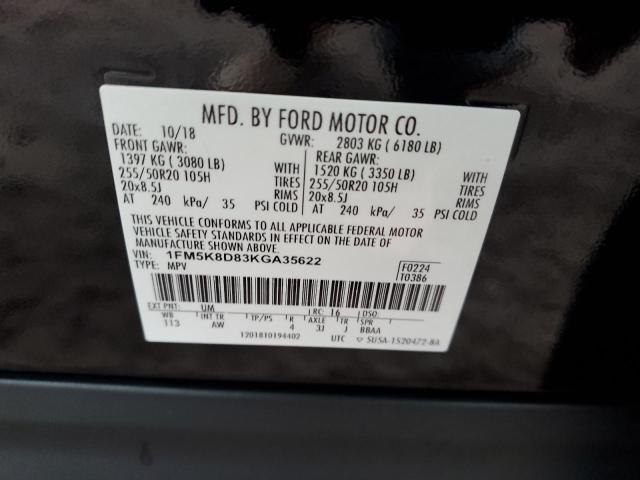 MFD. BY FORD MOTOR CO.
DATE: 10/18 GVWR: 2803 KG ( 6180 LB)
FRONT GAWR: REAR GAWR:
1397 KG ( 3080 LB) WITH 1520 KG ( 3350 LB) WITH
255/50R20 105H TIRES 255/50R20 105H TIRES
20x8.5J RIMS 20x8.5J RIMS
AT 240 kPa/ 35 PSI COLD AT 240 kPa/ 35 PSI COLD
THIS VEHICLE CONFORMS TO ALL APPLICABLE FEDERAL MOTOR
VEHICLE SAFETY STANDARDS IN EFFECT ON THE DATE OF
MANUFACTURE SHOWN ABOVE.
VIN: 1FM5K8D83KGA35622
TYPE: MPV
F0224
T0386
EXT PNT: UM RC: 16 DSO:
WB INT TR TP/PS R AXLE TR SPR
113 AW 4 3J J BBAA
1201810194402 UTC 5U5A-1520472-BA